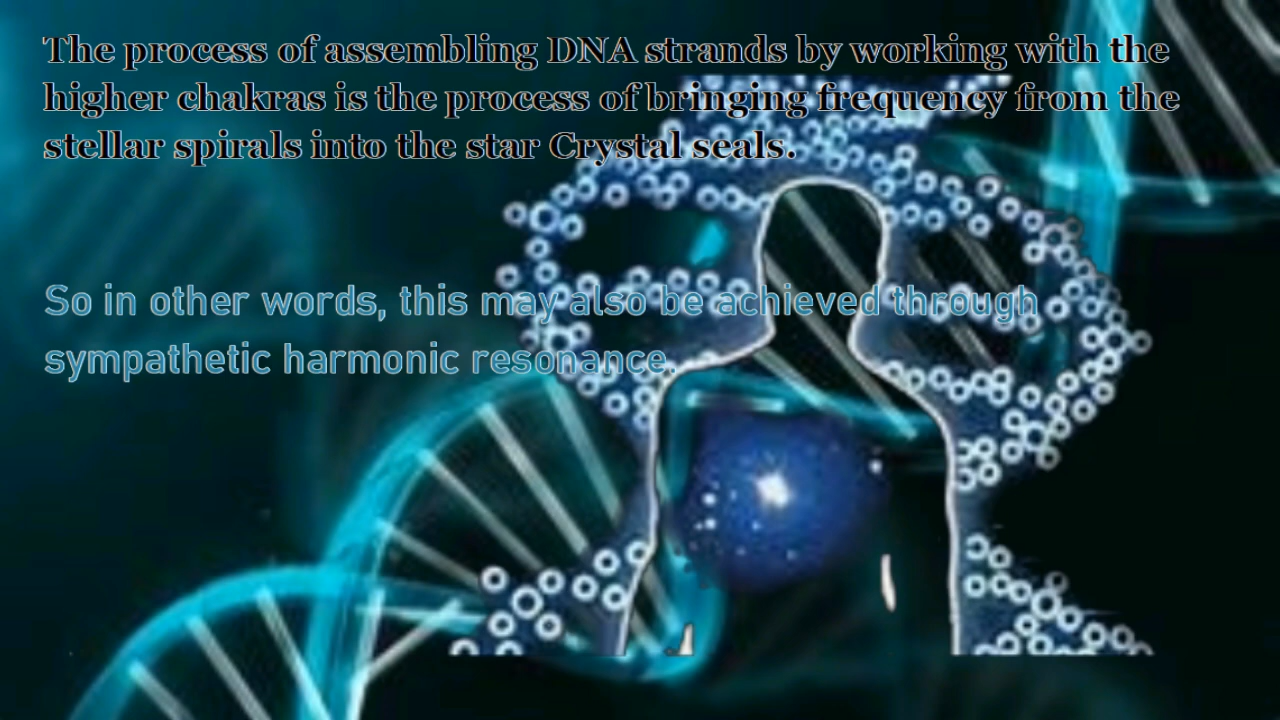 The process of assembling DNA strands by working with the
higher chakras is the process of bringing frequency from the
stellar spirals into the star Crystal seals.
So in other words, this may also be achieved through
sympathetic harmonic resonance.